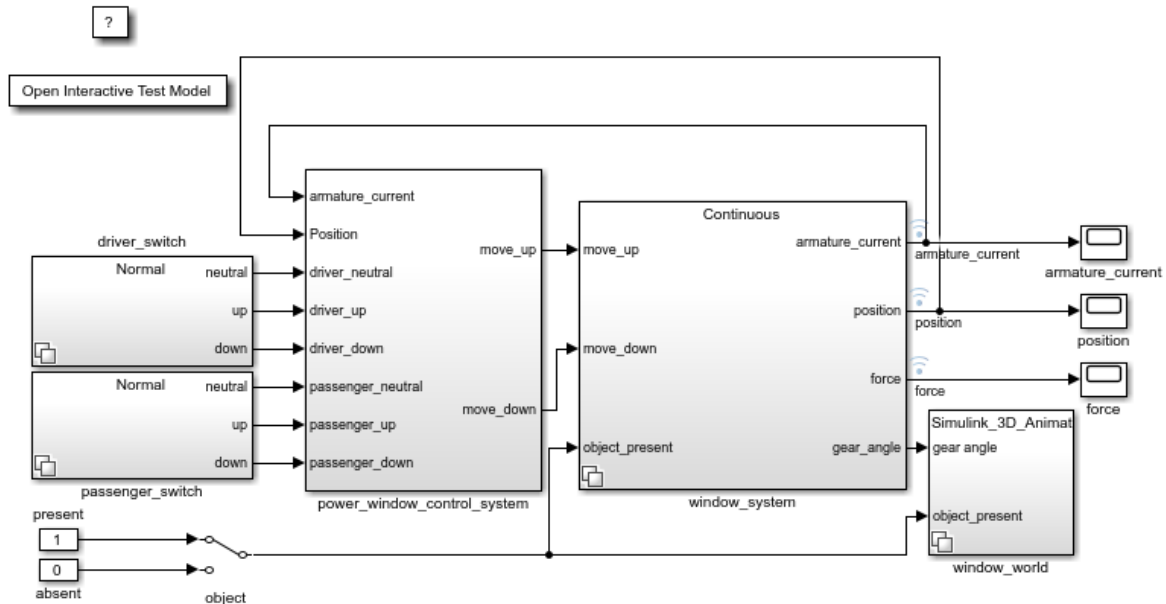 ?
Open Interactive Test Model
driver_switch
Normal
neutral
up
down
Normal
neutral
up
down
passenger_switch
present
1
0
absent
object
armature_current
Position
driver_neutral
driver_up
driver_down
passenger_neutral
passenger_up
passenger_down
move_up
move_down
power_window_control_system
Continuous
move_up
move_down
object_present
armature_current
position
force
gear_angle
window_system
armature_current
position
force
armature_current
position
force
Simulink_3D_Animat
gear angle
object_present
window_world